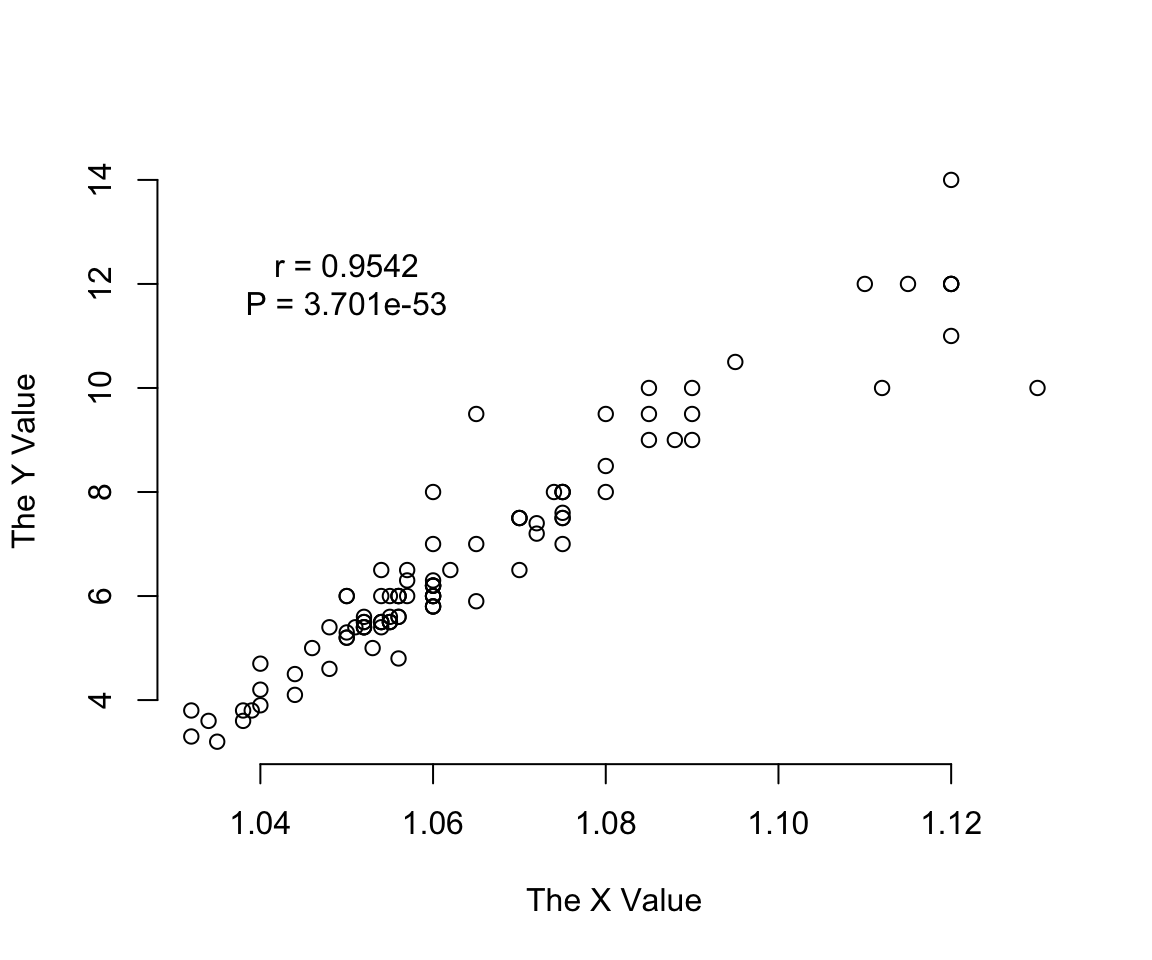 14
12
10
8
6
4
The Y Value
r = 0.9542
P = 3.701e-53
1.04 1.06 1.08 1.10 1.12
The X Value